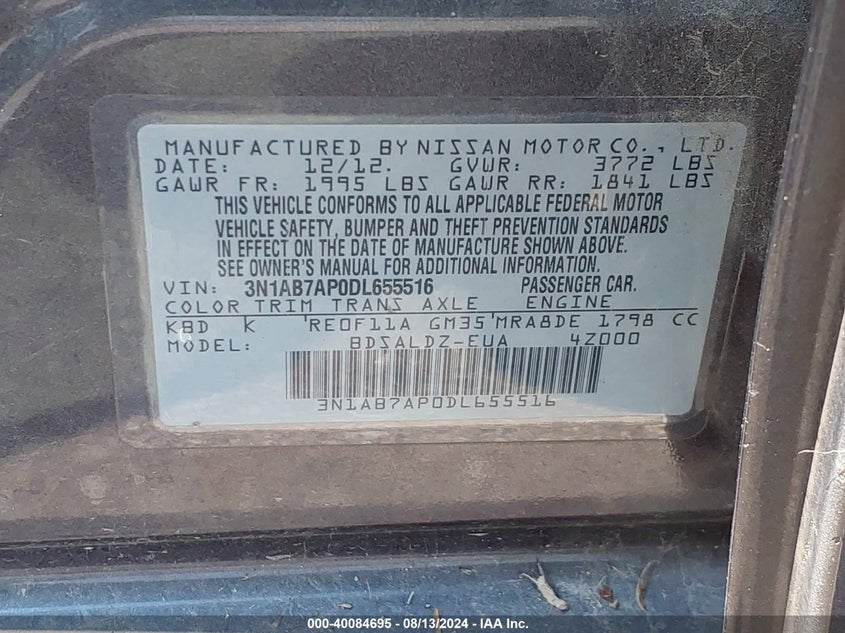 MANUFACTURED BY NISSAN MOTOR CO., LTD.
DATE: 12/12. GVWR: 3772 LBS
GAWR FR: 1995 LBS GAWR RR: 1841 LBS
THIS VEHICLE CONFORMS TO ALL APPLICABLE FEDERAL MOTOR
VEHICLE SAFETY, BUMPER AND THEFT PREVENTION STANDARDS
IN EFFECT ON THE DATE OF MANUFACTURE SHOWN ABOVE.
SEE OWNER'S MANUAL FOR ADDITIONAL INFORMATION.
VIN: 3N1AB7AP0DL655516 PASSENGER CAR.
COLOR TRIM TRANS AXLE ENGINE
KBD K 'RE0F11A GM35'MRA8DE 1798 CC
MODEL: BDSALDZ-EUA 4Z000
3N1AB7AP0DL655516
000-40084695 - 08/13/2024 - IAA Inc.